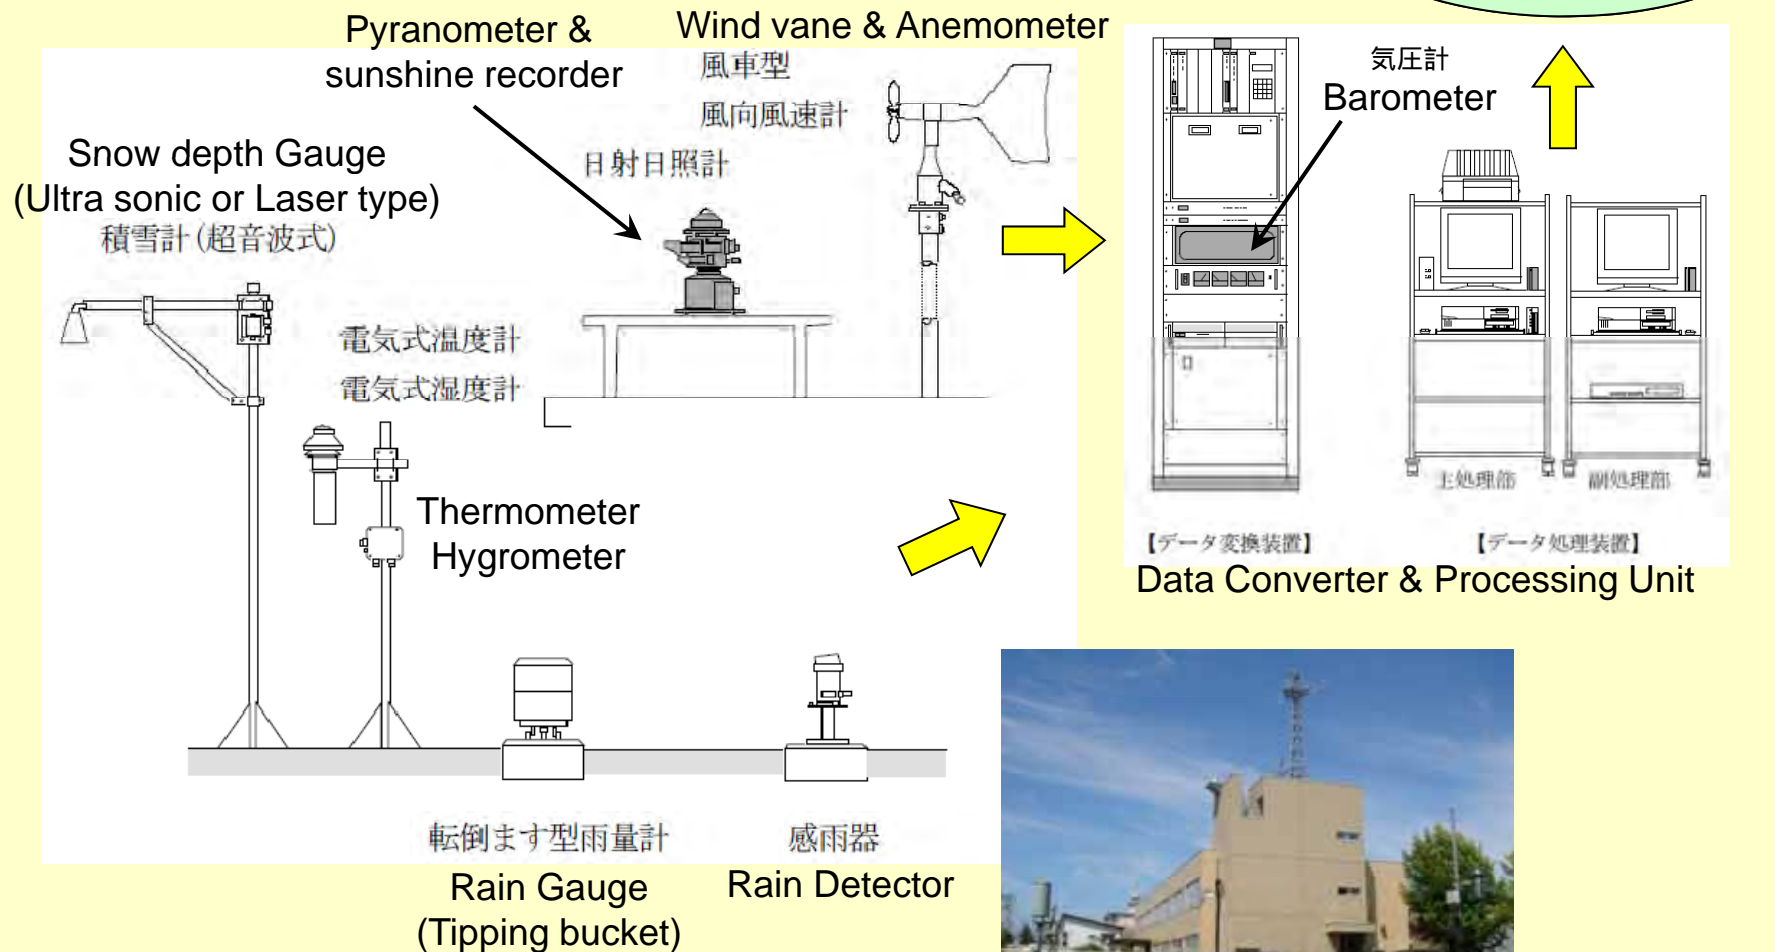 Pyranometer &
sunshine recorder
Wind vane & Anemometer
風車型
風向風速計
日射日照計
Snow depth Gauge
(Ultra sonic or Laser type)
積雪計(超音波式)
電気式温度計
電気式湿度計
Thermometer
Hygrometer
転倒ます型雨量計
感雨器
Rain Gauge
(Tipping bucket)
Rain Detector
気圧計
Barometer
主処理部
副処理部
【データ変換装置】
【データ処理装置】
Data Converter & Processing Unit